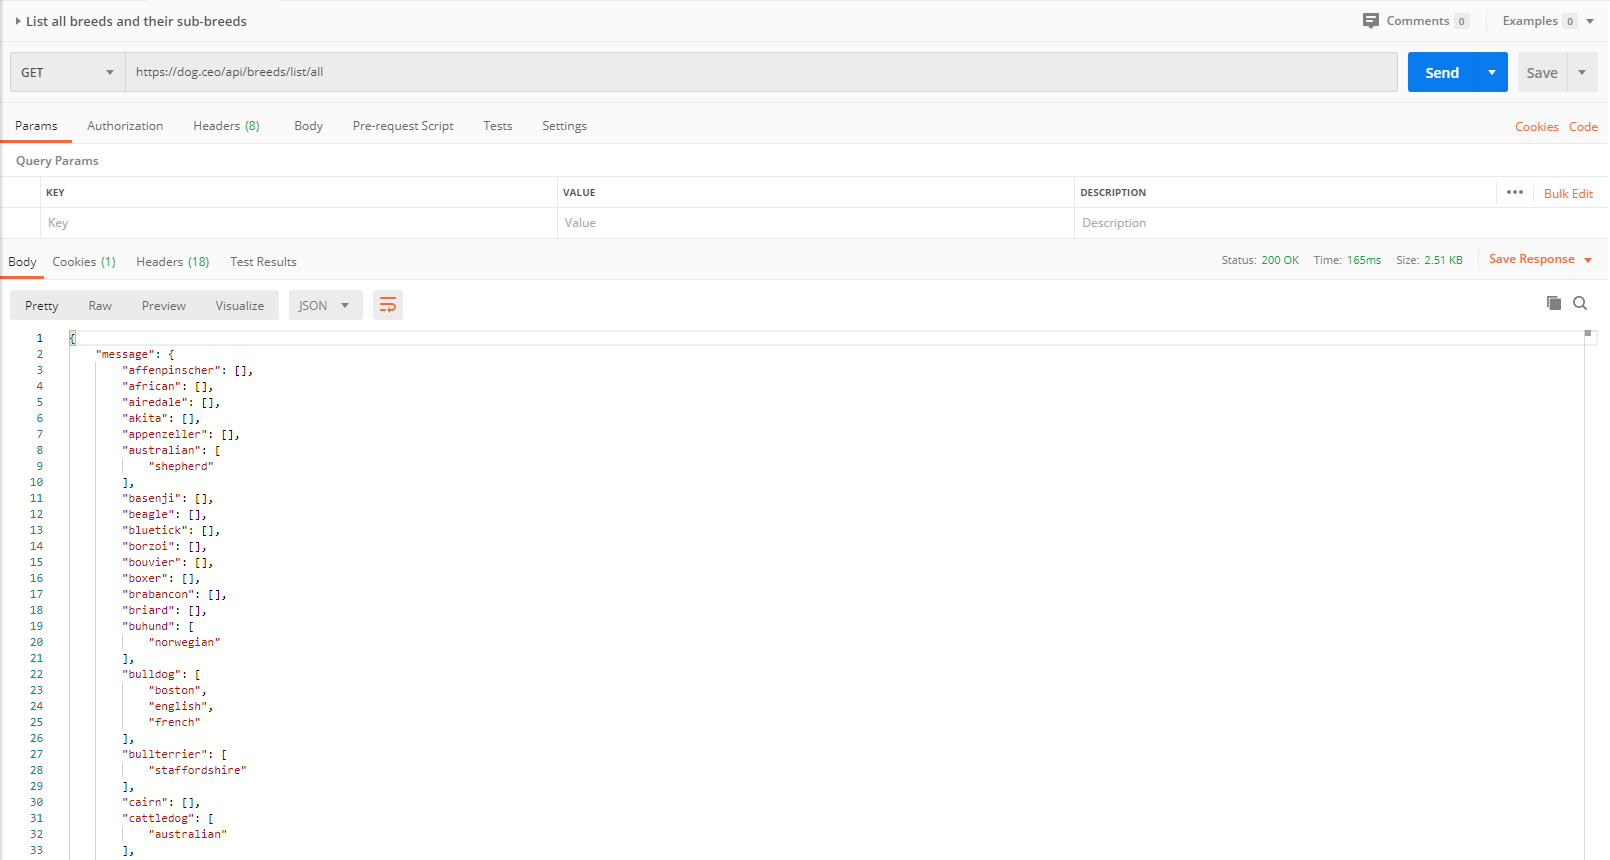 List all breeds and their sub-breeds Comments 0 Examples 0
GET https://dog.ceo/api/breeds/list/all Send Save
Params Authorization Headers (8) Body Pre-request Script Tests Settings Cookies Code
Query Params
KEY VALUE DESCRIPTION ••• Bulk Edit
Key Value Description
Body Cookies (1) Headers (18) Test Results Status: 200 OK Time: 165ms Size: 2.51 KB Save Response
Pretty Raw Preview Visualize JSON
1 {
2 "message": {
3 "affenpinscher": [],
4 "african": [],
5 "airedale": [],
6 "akita": [],
7 "appenzeller": [],
8 "australian": [
9 "shepherd"
10 ],
11 "basenji": [],
12 "beagle": [],
13 "bluetick": [],
14 "borzoi": [],
15 "bouvier": [],
16 "boxer": [],
17 "brabancon": [],
18 "briard": [],
19 "buhund": [
20 "norwegian"
21 ],
22 "bulldog": [
23 "boston",
24 "english",
25 "french"
26 ],
27 "bullterrier": [
28 "staffordshire"
29 ],
30 "cairn": [],
31 "cattledog": [
32 "australian"
33 ],